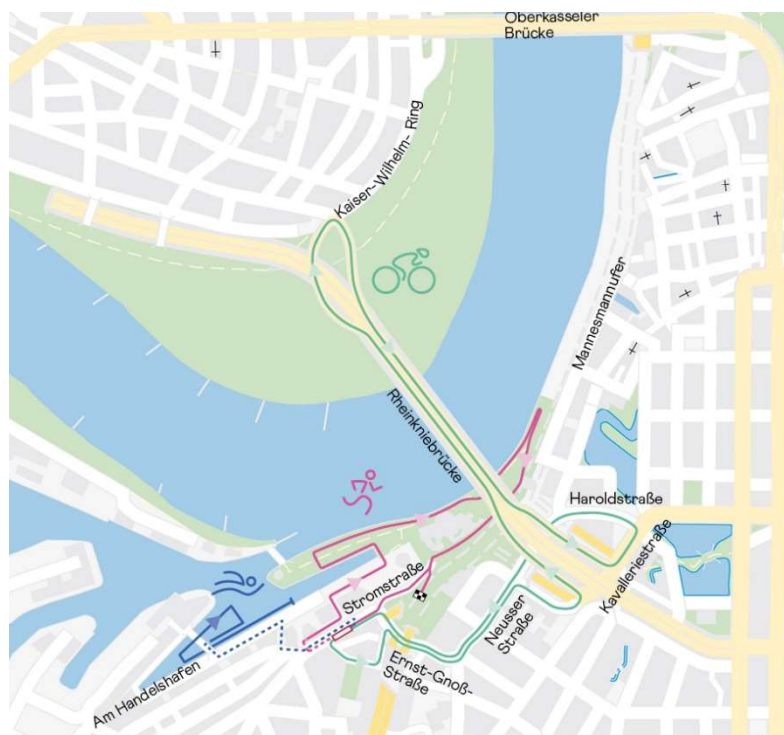 Oberkasseler
Brücke
Kaiser-Wilhelm- Ring
Mannesmannufer
Rheinkniebrücke
Haroldstraße
Kavalleriestraße
Stromstraße
Neusser
Straße
Ernst-Gnoß-
Straße
Am Handelshafen